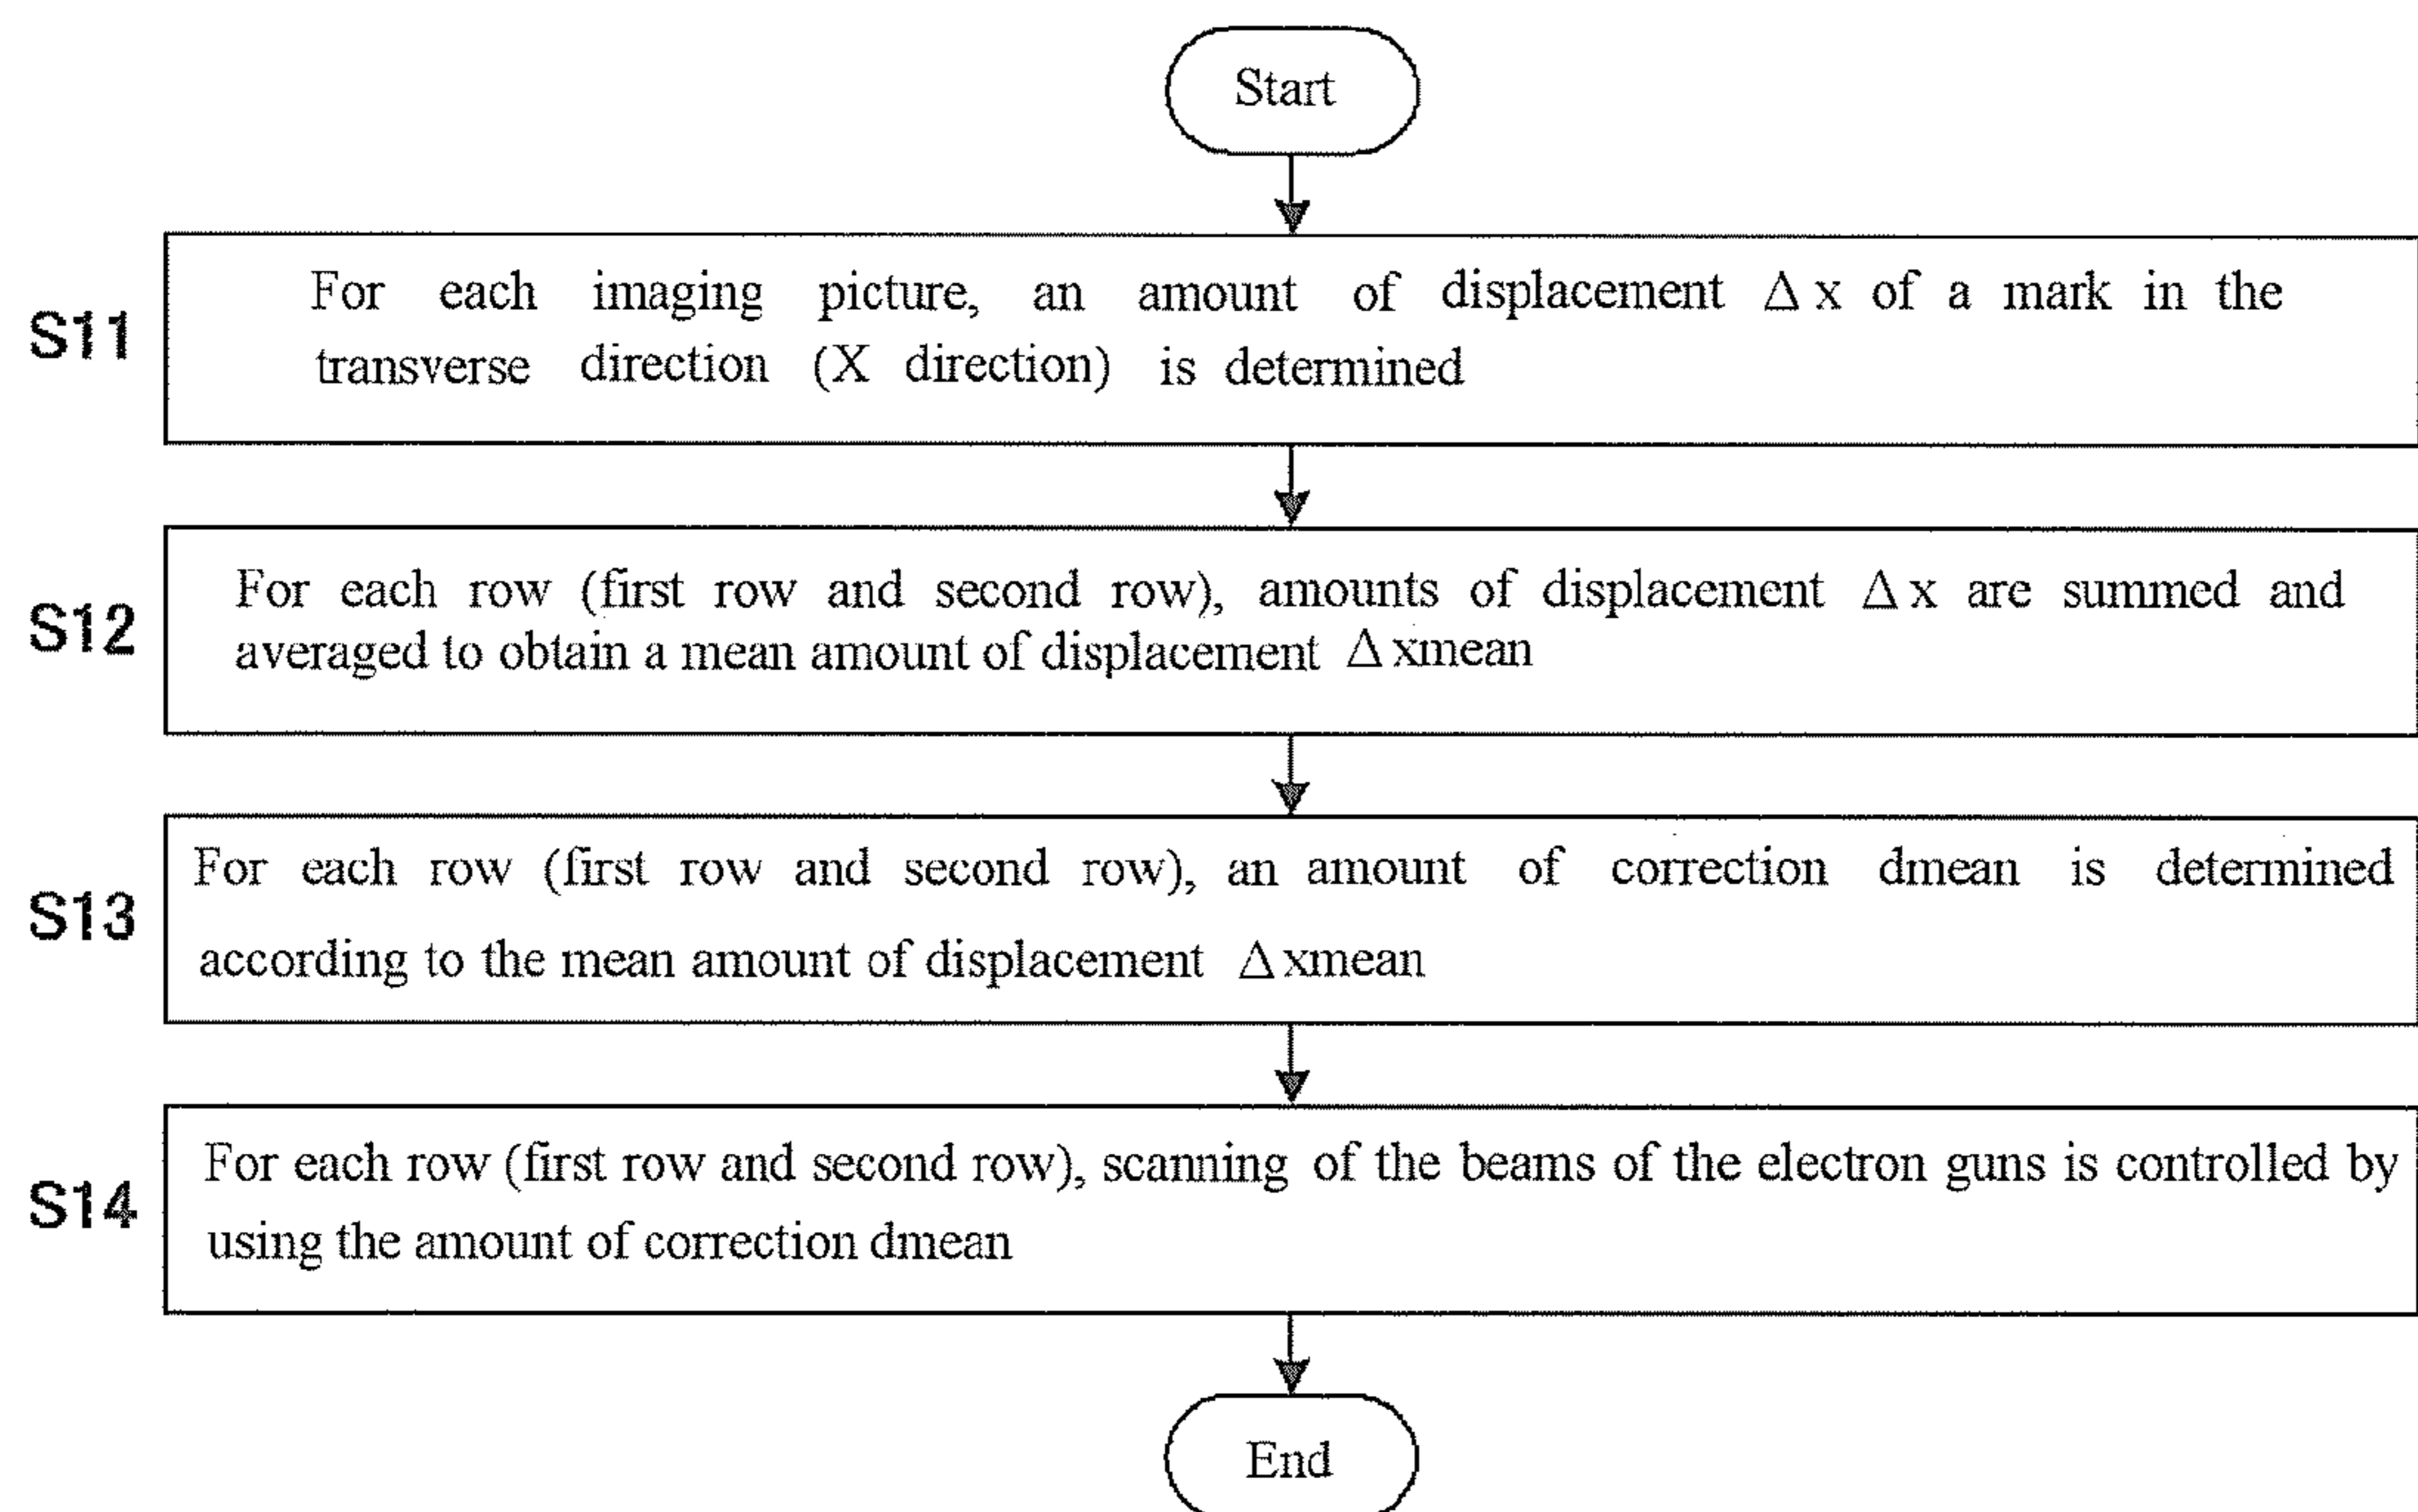 Start
S11
For each imaging picture, an amount of displacement Δx of a mark in the
transverse direction (X direction) is determined
S12
For each row (first row and second row), amounts of displacement Δx are summed and
averaged to obtain a mean amount of displacement Δxmean
S13
For each row (first row and second row), an amount of correction dmean is determined
according to the mean amount of displacement Δxmean
S14
For each row (first row and second row), scanning of the beams of the electron guns is controlled by
using the amount of correction dmean
End